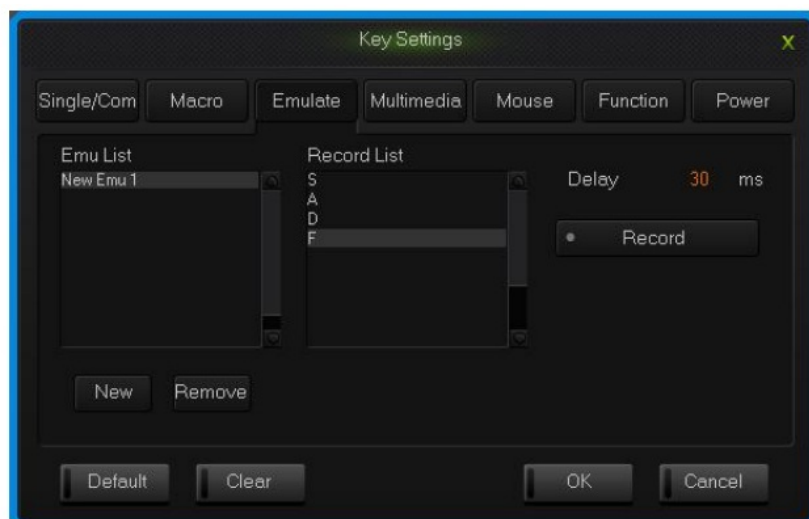 Key Settings
X
Single/Com Macro Emulate Multimedia Mouse Function Power
Emu List
New Emu 1
Record List
S
A
D
F
Delay 30 ms
Record
New Remove
Default Clear OK Cancel